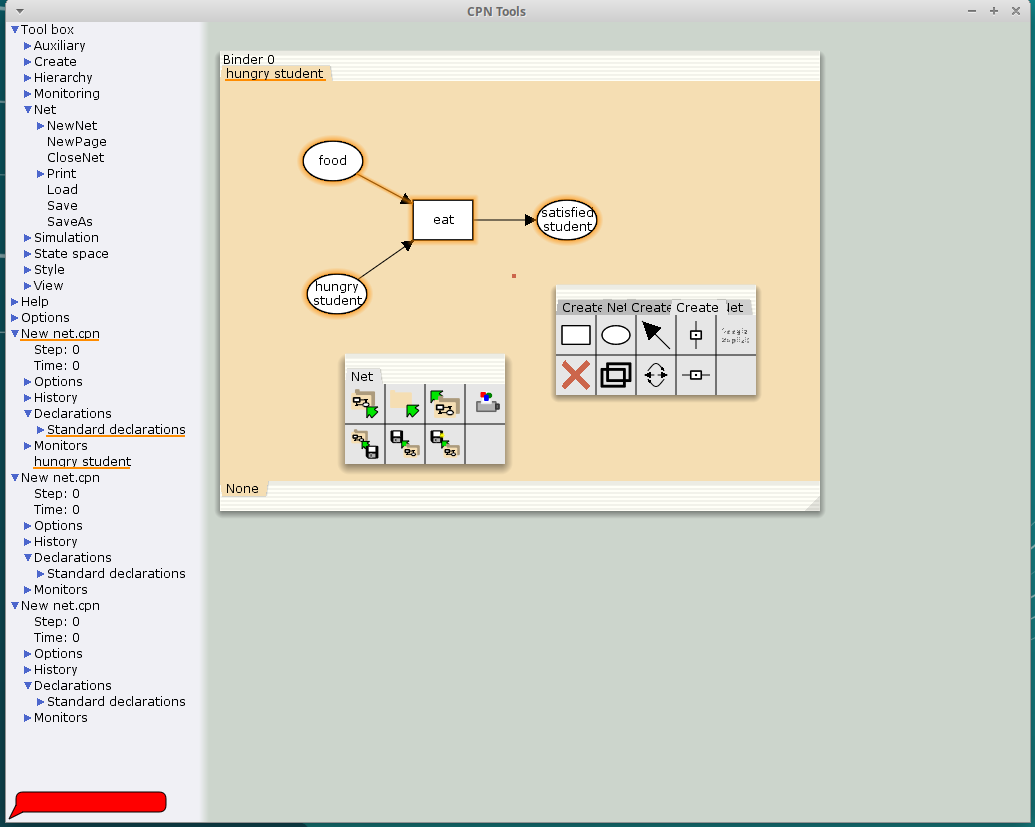 CPN Tools
Tool box
Auxiliary
Create
Hierarchy
Monitoring
Net
NewNet
NewPage
CloseNet
Print
Load
Save
SaveAs
Simulation
State space
Style
View
Help
Options
New net.cpn
Step: 0
Time: 0
Options
History
Declarations
Standard declarations
Monitors
hungry student
New net.cpn
Step: 0
Time: 0
Options
History
Declarations
Standard declarations
Monitors
New net.cpn
Step: 0
Time: 0
Options
History
Declarations
Standard declarations
Monitors
Binder 0
hungry student
food
eat
satisfied
student
hungry
student
Create Net Create Create
Net
None